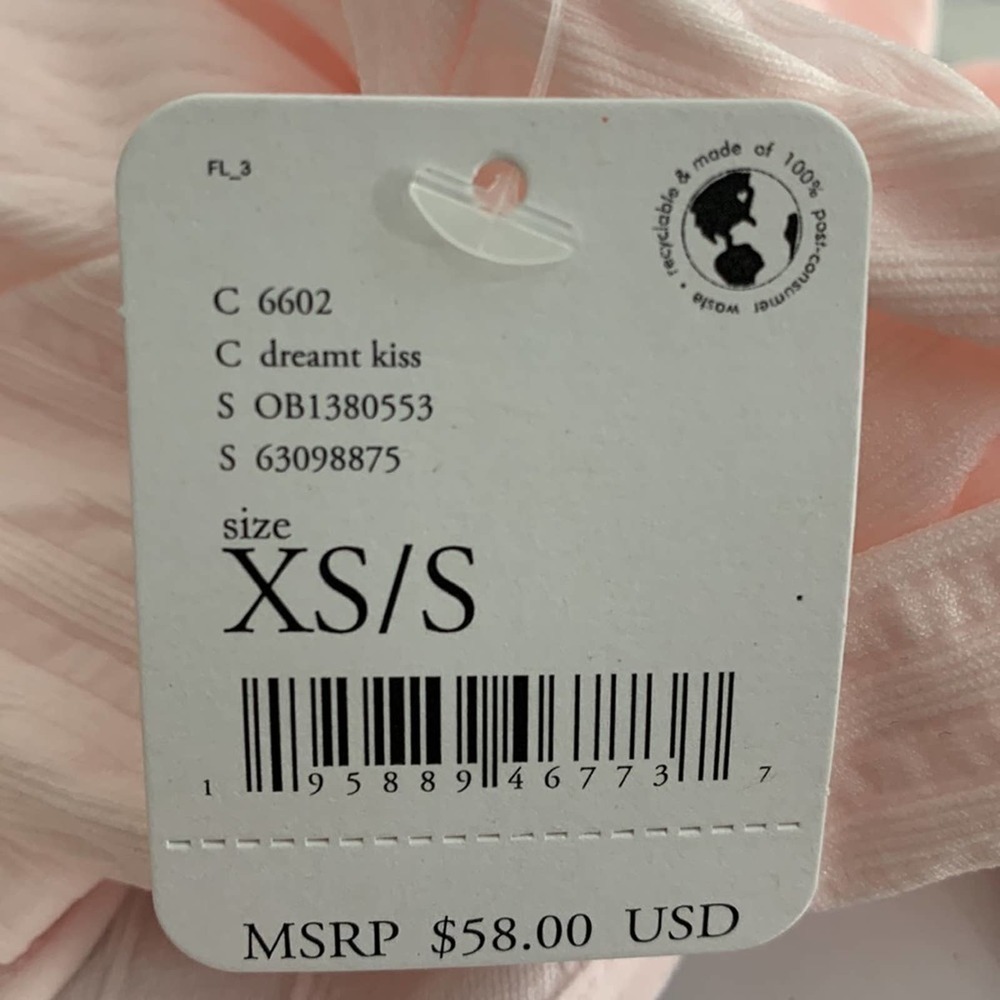 FL_3
recyclable & made of 100% post-consumer waste •
C 6602
C dreamt kiss
S OB1380553
S 63098875
size
XS/S
1 95889 46773 7
MSRP $58.00 USD